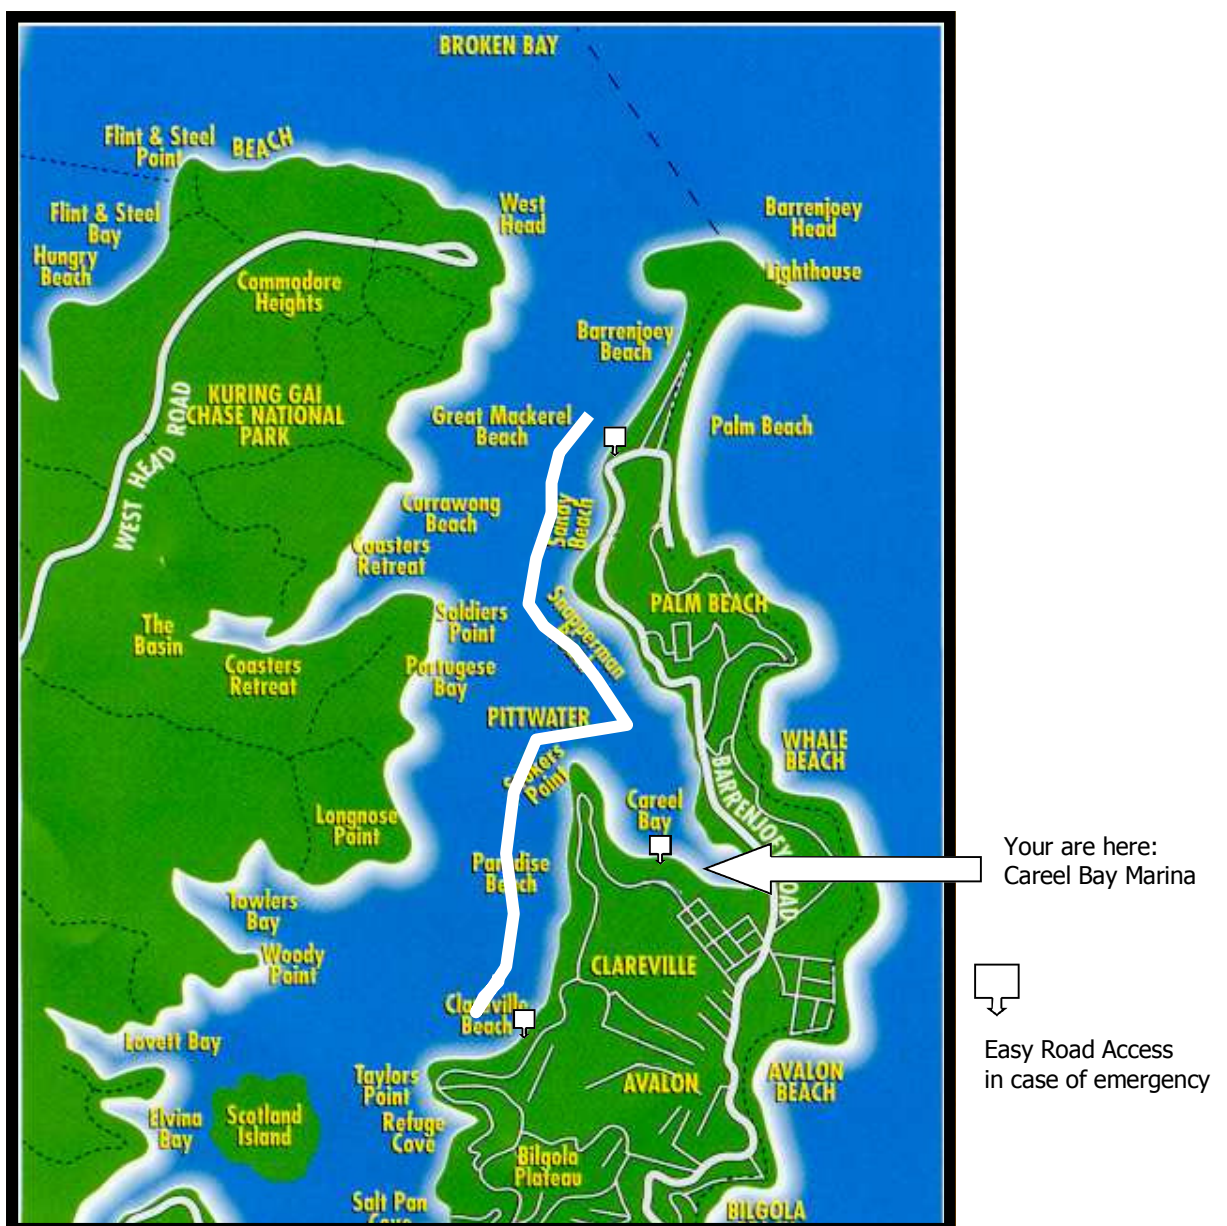 BROKEN BAY
Flint & Steel
Point
BEACH
West
Head
Barrenjoey
Head
Flint & Steel
Bay
Hungry
Beach
Lighthouse
Commodore
Heights
Barrenjoey
Beach
KURING GAI
CHASE NATIONAL
PARK
WEST HEAD ROAD
Great Mackerel
Beach
Palm Beach
Currawong
Beach
Sandy
Beach
Coasters
Retreat
The
Basin
Soldiers
Point
Snapperman
PALM BEACH
Coasters
Retreat
Portugese
Bay
PITTWATER
WHALE
BEACH
BARRENJOEY ROAD
Stokers
Point
Careel
Bay
Longnose
Point
Your are here:
Careel Bay Marina
Paradise
Beach
Towlers
Bay
Woody
Point
CLAREVILLE
Clareville
Beach
Lovett Bay
Easy Road Access
in case of emergency
Taylors
Point
AVALON
AVALON
BEACH
Elvina
Bay
Scotland
Island
Refuge
Cove
Bilgola
Plateau
Salt Pan
Cove
BILGOLA